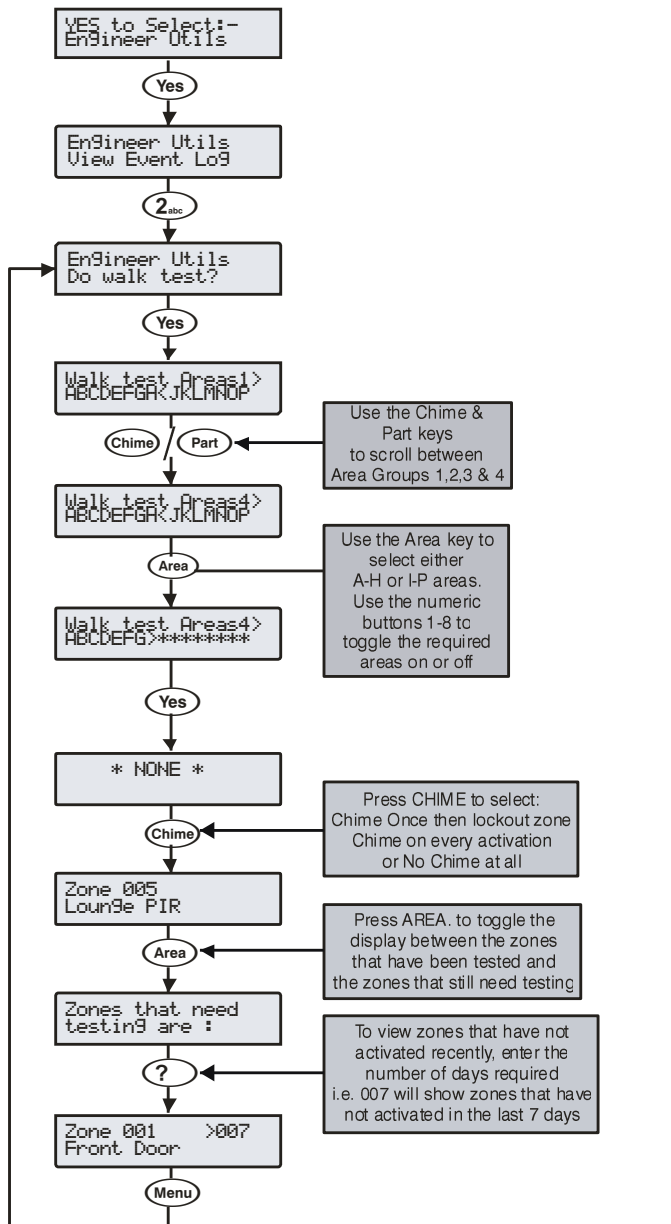 YES to Select:-
Engineer Utils
Yes
Engineer Utils
View Event Log
2abc
Engineer Utils
Do walk test?
Yes
Walk test Areas1>
ABCDEFGH<JKLMNOP
Chime / Part
Use the Chime &
Part keys
to scroll between
Area Groups 1,2,3 & 4
Walk test Areas4>
ABCDEFGH<JKLMNOP
Area
Use the Area key to
select either
A-H or I-P areas.
Use the numeric
buttons 1-8 to
toggle the required
areas on or off
Walk test Areas4>
ABCDEFG>********
Yes
* NONE *
Chime
Press CHIME to select:
Chime Once then lockout zone
Chime on every activation
or No Chime at all
Zone 005
Lounge PIR
Area
Press AREA. to toggle the
display between the zones
that have been tested and
the zones that still need testing
Zones that need
testing are :
?
To view zones that have not
activated recently, enter the
number of days required
i.e. 007 will show zones that have
not activated in the last 7 days
Zone 001 >007
Front Door
Menu